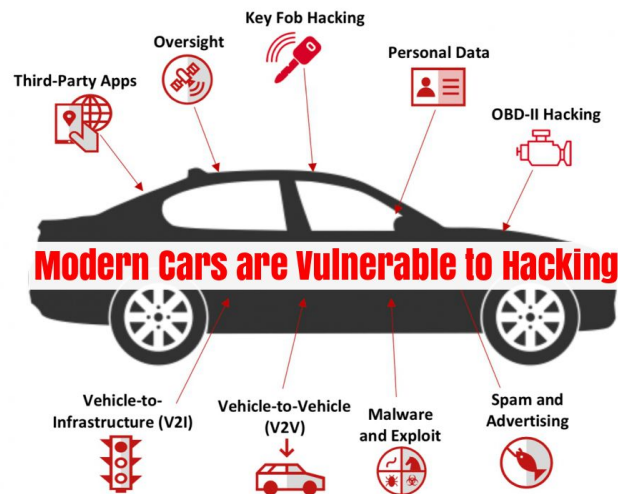 Key Fob Hacking
Oversight
Personal Data
Third-Party Apps
OBD-II Hacking
Modern Cars are Vulnerable to Hacking
Vehicle-to-
Infrastructure (V2I)
Vehicle-to-Vehicle
(V2V)
Malware
and Exploit
Spam and
Advertising